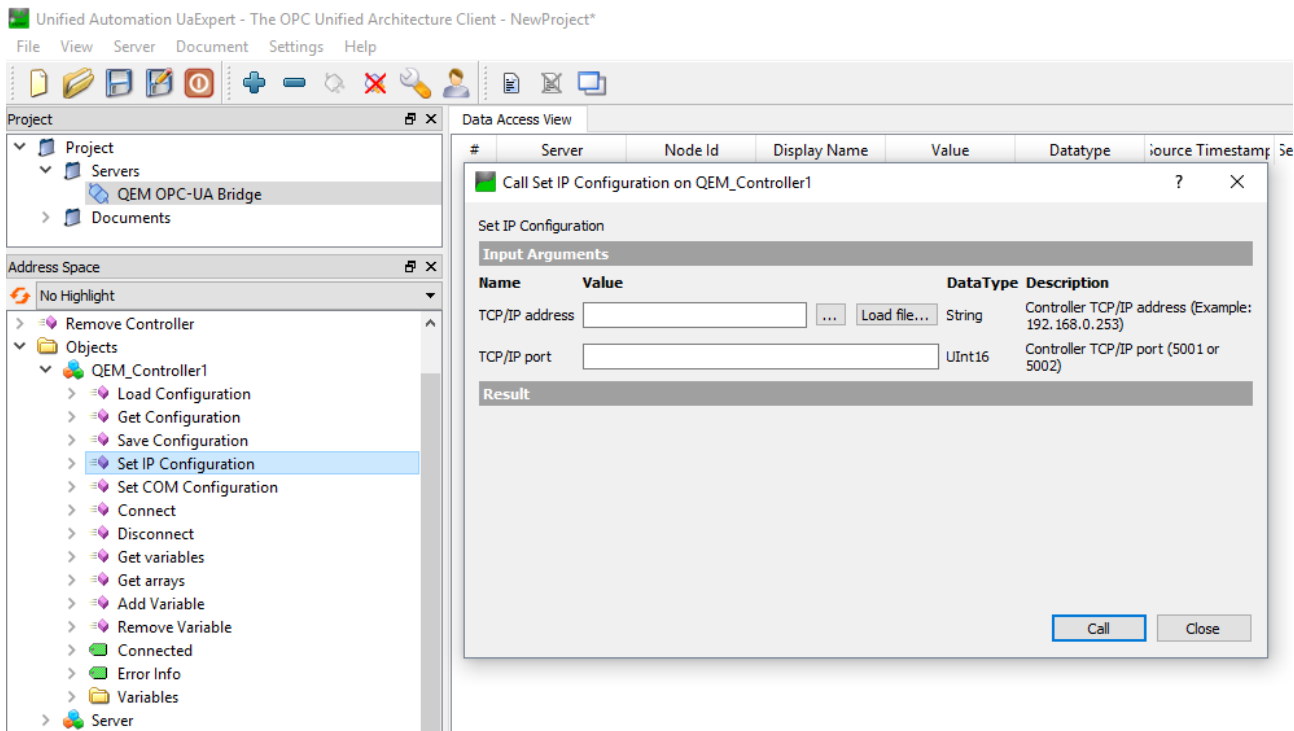 Unified Automation UaExpert - The OPC Unified Architecture Client - NewProject*
File View Server Document Settings Help
Project
Project
Servers
QEM OPC-UA Bridge
Documents
Address Space
No Highlight
Remove Controller
Objects
QEM_Controller1
Load Configuration
Get Configuration
Save Configuration
Set IP Configuration
Set COM Configuration
Connect
Disconnect
Get variables
Get arrays
Add Variable
Remove Variable
Connected
Error Info
Variables
Server
Data Access View
# Server Node Id Display Name Value Datatype Source Timestamp Se
Call Set IP Configuration on QEM_Controller1 ?
Set IP Configuration
Input Arguments
Name Value DataType Description
TCP/IP address ... Load file... String Controller TCP/IP address (Example:
192.168.0.253)
TCP/IP port UInt16 Controller TCP/IP port (5001 or
5002)
Result
Call Close